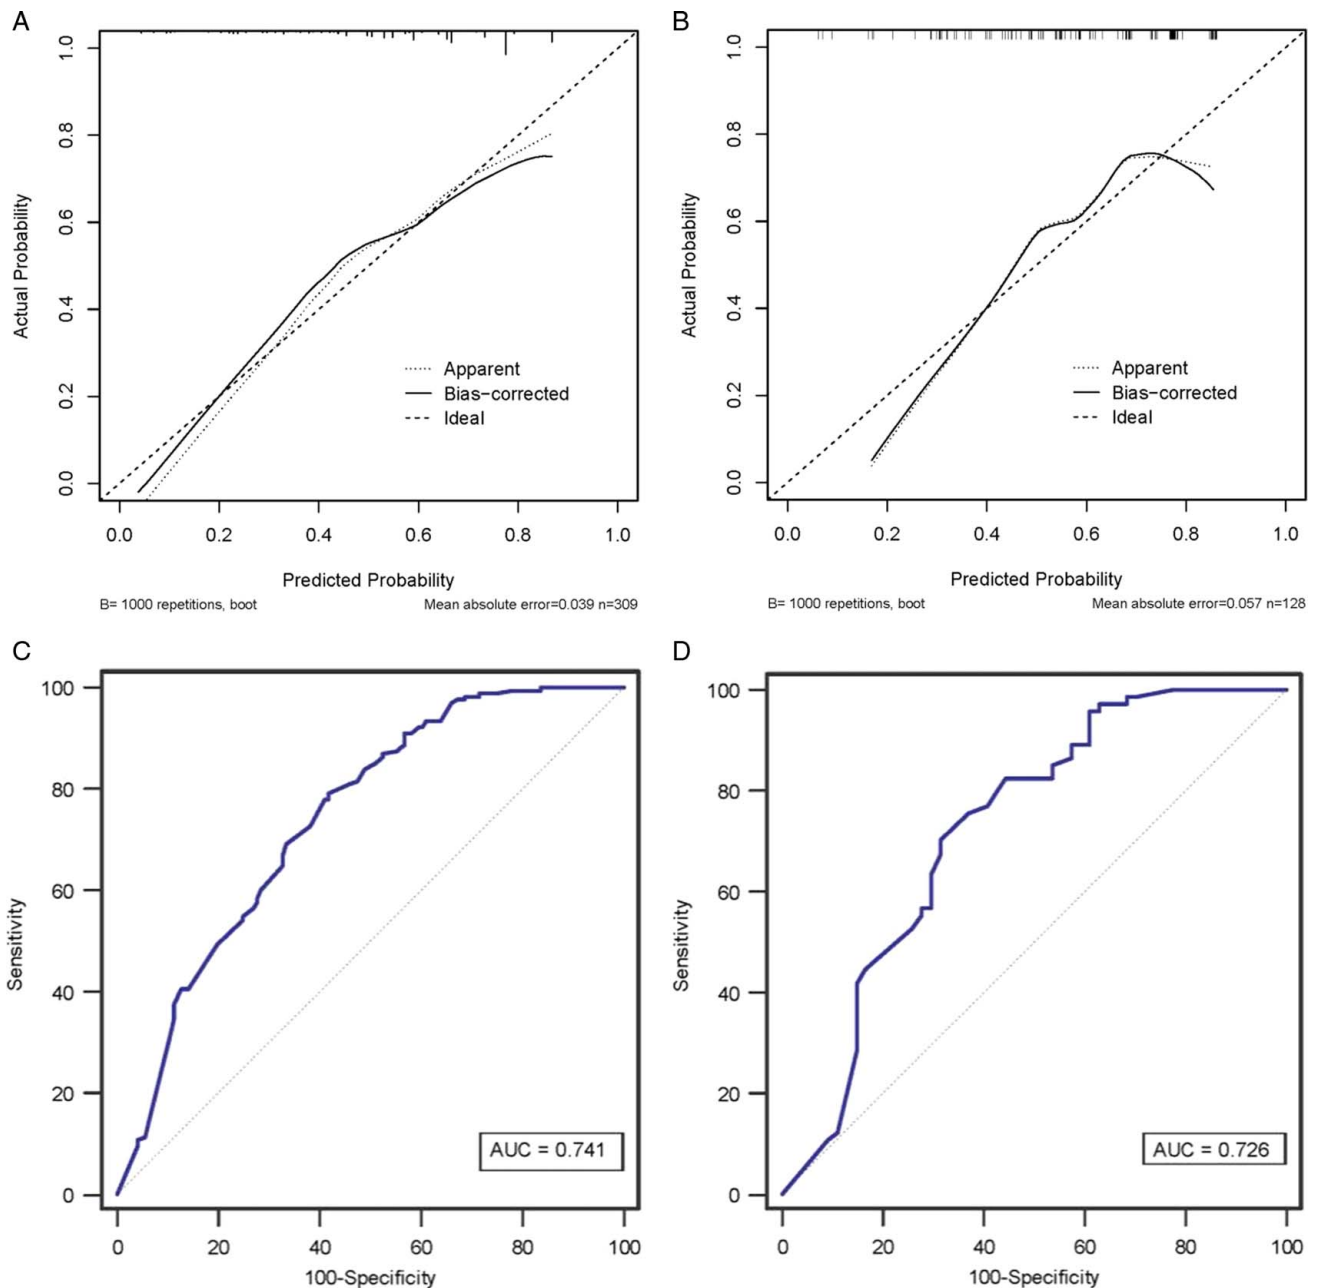 A
1.0
0.8
0.6
0.4
0.2
0.0
Actual Probability
Apparent
Bias−corrected
Ideal
0.0 0.2 0.4 0.6 0.8 1.0
Predicted Probability
B= 1000 repetitions, boot Mean absolute error=0.039 n=309
B
1.0
0.8
0.6
0.4
0.2
0.0
Actual Probability
Apparent
Bias−corrected
Ideal
0.0 0.2 0.4 0.6 0.8 1.0
Predicted Probability
B= 1000 repetitions, boot Mean absolute error=0.057 n=128
C
100
80
60
40
20
0
Sensitivity
AUC = 0.741
0 20 40 60 80 100
100-Specificity
D
100
80
60
40
20
0
Sensitivity
AUC = 0.726
0 20 40 60 80 100
100-Specificity